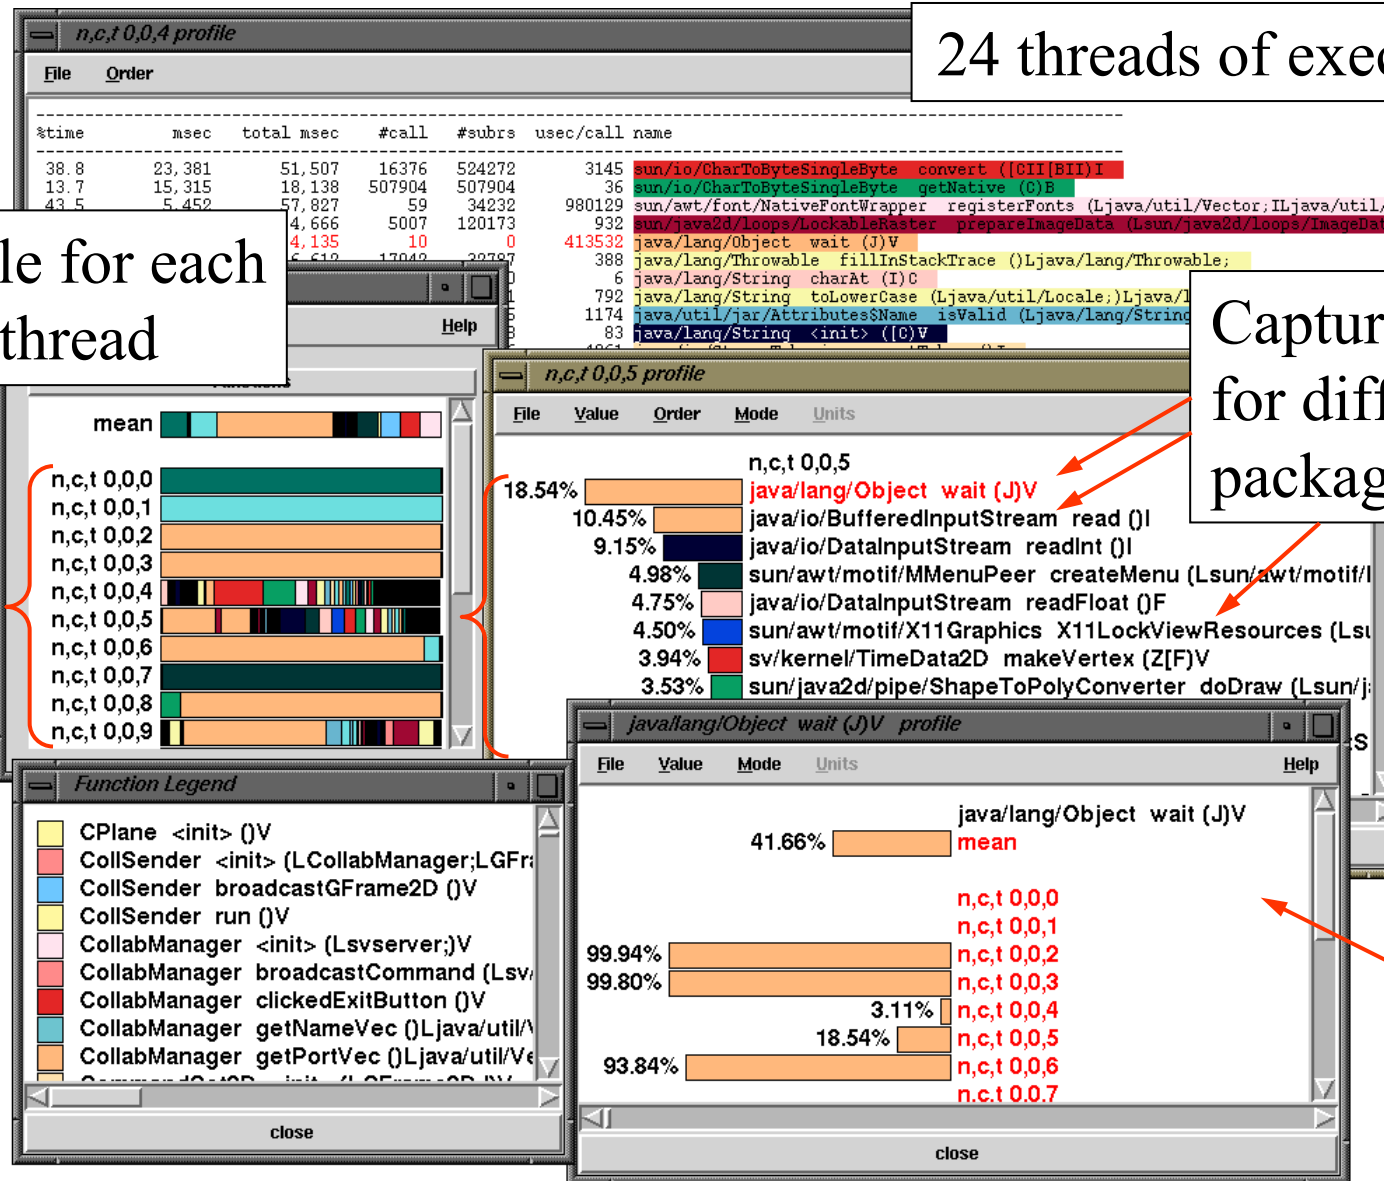 n,c,t 0,0,4 profile
24 threads of exec
File Order
%time msec total msec #call #subrs usec/call name
38.8 23,381 51,507 16376 524272 3145 sun/io/CharToByteSingleByte convert ([CII[BII)I
13.7 15,315 18,138 507904 507904 36 sun/io/CharToByteSingleByte getNative (C)B
43.5 5,452 57,827 59 34232 980129 sun/awt/font/NativeFontWrapper registerFonts (Ljava/util/Vector;ILjava/util/
4,666 5007 120173 932 sun/java2d/loops/LockableRaster prepareImageData (Lsun/java2d/loops/ImageDat
4,135 10 0 413532 java/lang/Object wait (J)V
388 java/lang/Throwable fillInStackTrace ()Ljava/lang/Throwable;
6 java/lang/String charAt (I)C
792 java/lang/String toLowerCase (Ljava/util/Locale;)Ljava/l
1174 java/util/jar/Attributes$Name isValid (Ljava/lang/String
83 java/lang/String <init> ([C)V
le for each
thread
Help
Captur
for diff
packag
mean
n,c,t 0,0,0
n,c,t 0,0,1
n,c,t 0,0,2
n,c,t 0,0,3
n,c,t 0,0,4
n,c,t 0,0,5
n,c,t 0,0,6
n,c,t 0,0,7
n,c,t 0,0,8
n,c,t 0,0,9
n,c,t 0,0,5 profile
File Value Order Mode Units
n,c,t 0,0,5
18.54% java/lang/Object wait (J)V
10.45% java/io/BufferedInputStream read ()I
9.15% java/io/DataInputStream readInt ()I
4.98% sun/awt/motif/MMenuPeer createMenu (Lsun/awt/motif/I
4.75% java/io/DataInputStream readFloat ()F
4.50% sun/awt/motif/X11Graphics X11LockViewResources (Lsu
3.94% sv/kernel/TimeData2D makeVertex (Z[F)V
3.53% sun/java2d/pipe/ShapeToPolyConverter doDraw (Lsun/j
Function Legend
CPlane <init> ()V
CollSender <init> (LCollabManager;LGFra
CollSender broadcastGFrame2D ()V
CollSender run ()V
CollabManager <init> (Lsvserver;)V
CollabManager broadcastCommand (Lsv
CollabManager clickedExitButton ()V
CollabManager getNameVec ()Ljava/util/V
CollabManager getPortVec ()Ljava/util/Ve
close
java/lang/Object wait (J)V profile
File Value Mode Units Help
java/lang/Object wait (J)V
41.66% mean
n,c,t 0,0,0
n,c,t 0,0,1
99.94% n,c,t 0,0,2
99.80% n,c,t 0,0,3
3.11% n,c,t 0,0,4
18.54% n,c,t 0,0,5
93.84% n,c,t 0,0,6
n,c,t 0,0,7
close